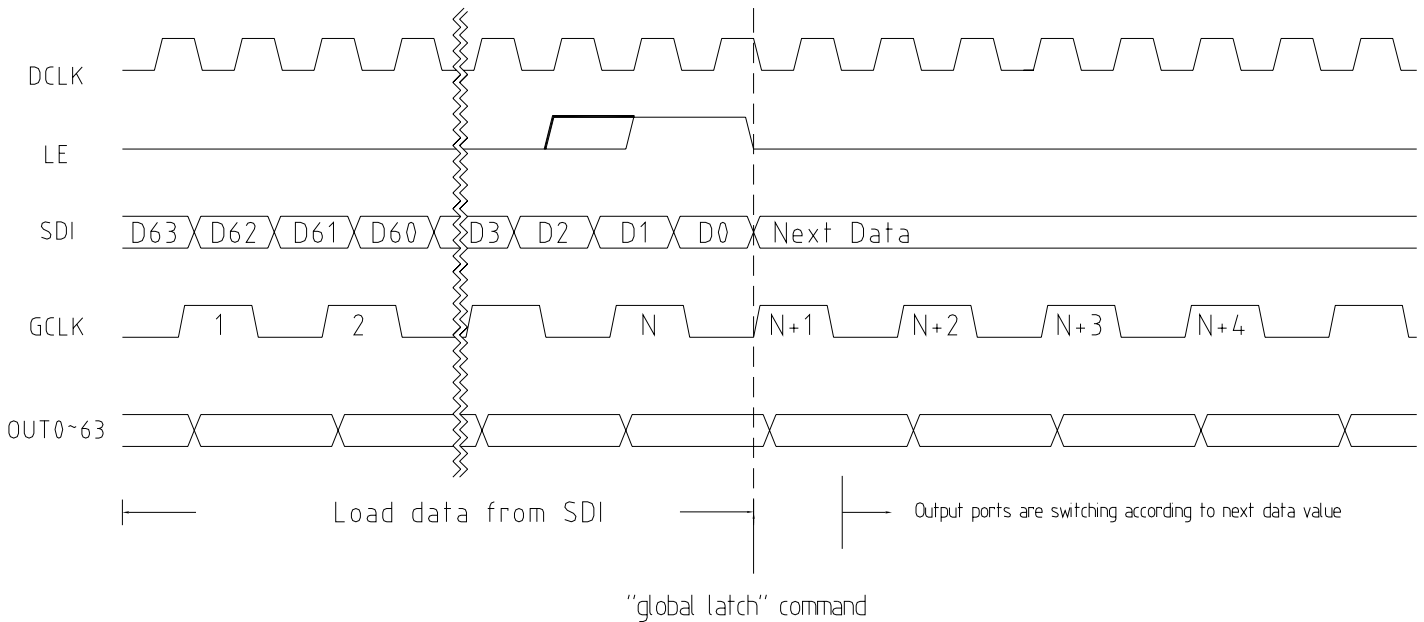 DCLK
LE
SDI D63 D62 D61 D60 D3 D2 D1 D0 Next Data
GCLK 1 2 N N+1 N+2 N+3 N+4
OUT0~63
Load data from SDI
Output ports are switching according to next data value
"global latch" command